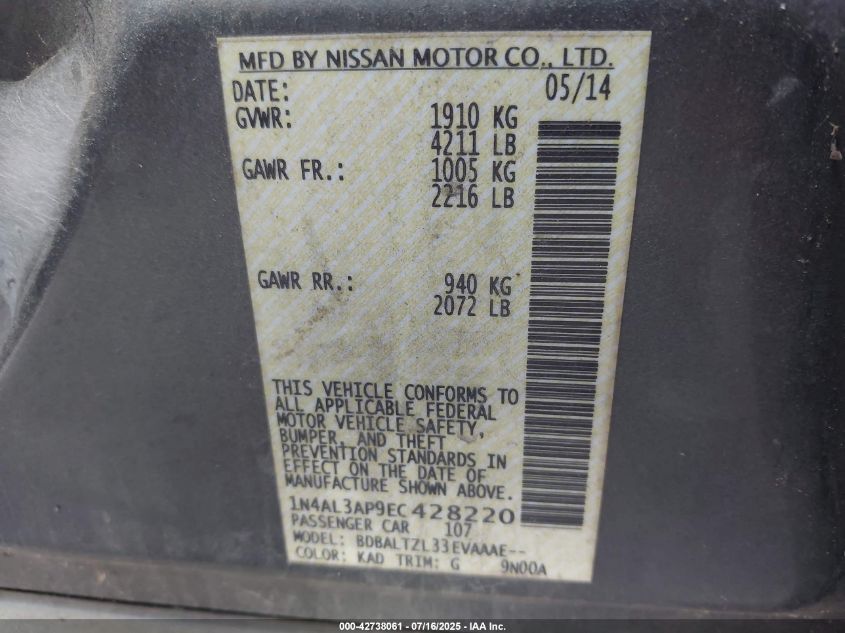 MFD BY NISSAN MOTOR CO., LTD.
DATE: 05/14
GVWR: 1910 KG
4211 LB
GAWR FR.: 1005 KG
2216 LB
GAWR RR.: 940 KG
2072 LB
THIS VEHICLE CONFORMS TO
ALL APPLICABLE FEDERAL
MOTOR VEHICLE SAFETY,
BUMPER, AND THEFT
PREVENTION STANDARDS IN
EFFECT ON THE DATE OF
MANUFACTURE SHOWN ABOVE.
1N4AL3AP9EC428220
PASSENGER CAR 107
MODEL: BDBALTZL33EVAAAE--
COLOR: KAD TRIM: G 9N00A
000-42738061 - 07/16/2025 - IAA Inc.